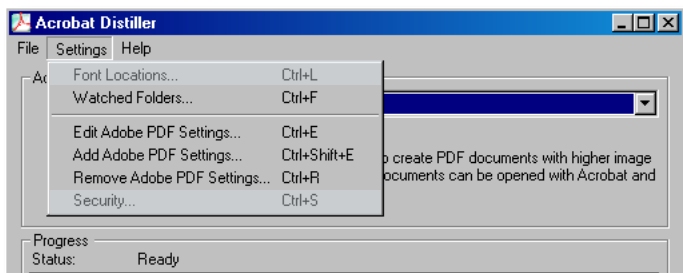 Acrobat Distiller
File Settings Help
Font Locations... Ctrl+L
Watched Folders... Ctrl+F
Edit Adobe PDF Settings... Ctrl+E
Add Adobe PDF Settings... Ctrl+Shift+E
to create PDF documents with higher image
Remove Adobe PDF Settings... Ctrl+R
documents can be opened with Acrobat and
Security... Ctrl+S
Progress
Status: Ready